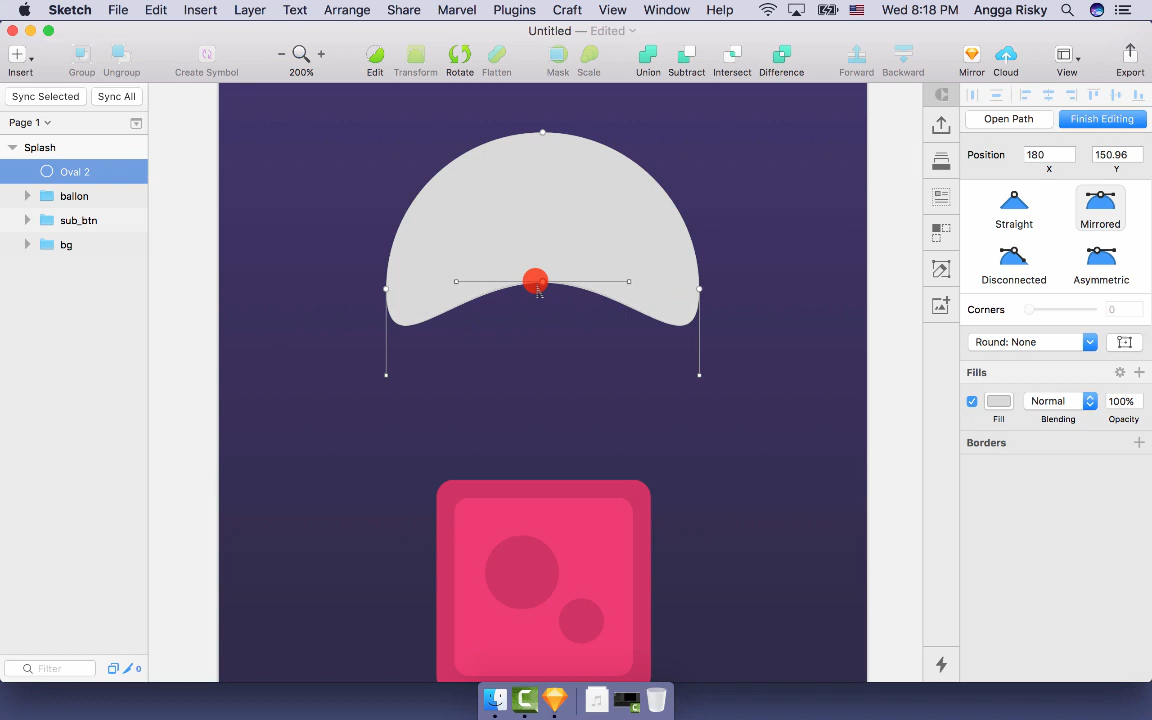 Sketch File Edit Insert Layer Text Arrange Share Marvel Plugins Craft View Window Help Wed 8:18 PM Angga Risky
Untitled — Edited
Insert Group Ungroup Create Symbol 200% Edit Transform Rotate Flatten Mask Scale Union Subtract Intersect Difference Forward Backward Mirror Cloud View Export
Sync Selected Sync All
Page 1
Splash
Oval 2
ballon
sub_btn
bg
Filter 0
Open Path Finish Editing
Position 180 150.96
X Y
Straight Mirrored
Disconnected Asymmetric
Corners 0
Round: None
Fills
Normal 100%
Fill Blending Opacity
Borders